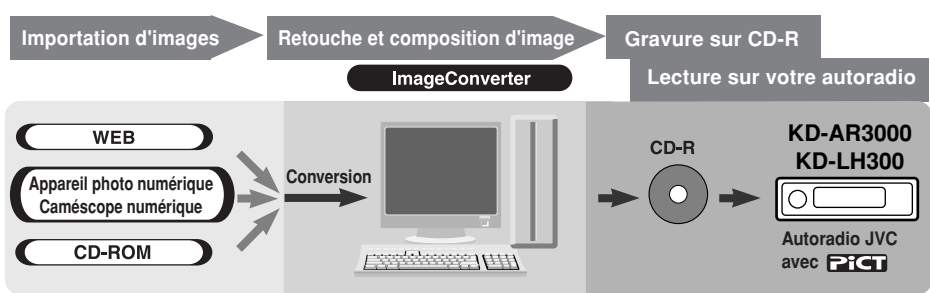 Importation d'images
Retouche et composition d'image
Gravure sur CD-R
ImageConverter
Lecture sur votre autoradio
WEB
Appareil photo numérique
Caméscope numérique
CD-ROM
Conversion
CD-R
KD-AR3000
KD-LH300
Autoradio JVC
avec PiCT